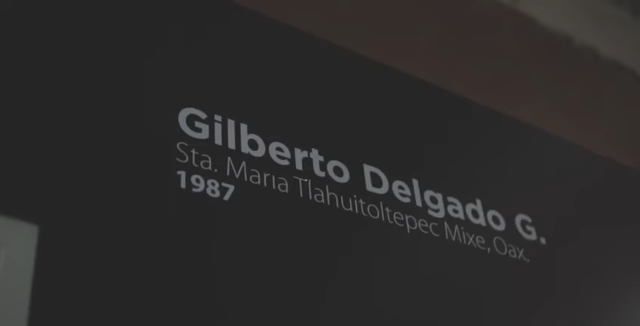 Gilberto Delgado G.
Sta. María Tlahuitoltepec Mixe, Oax.
1987